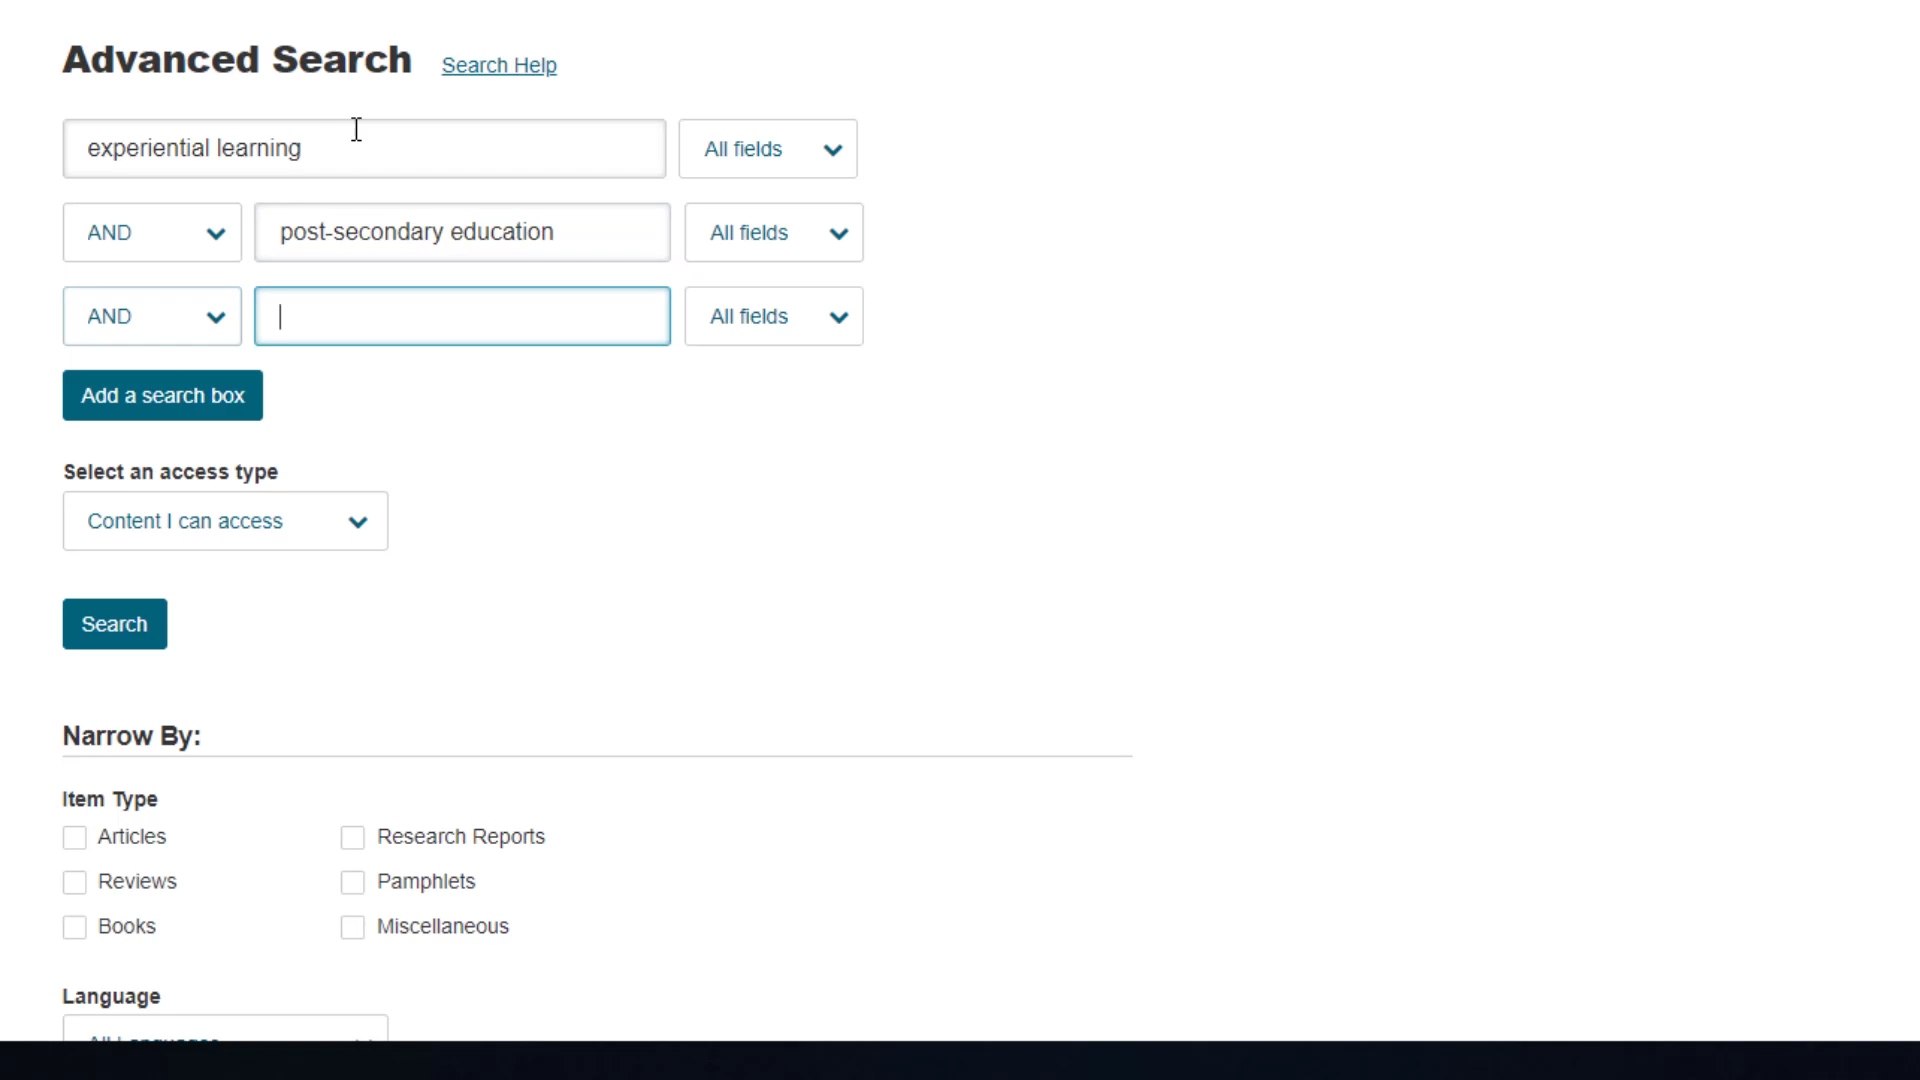 Advanced Search Search Help
experiential learning All fields
AND post-secondary education All fields
AND All fields
Add a search box
Select an access type
Content I can access
Search
Narrow By:
Item Type
Articles Research Reports
Reviews Pamphlets
Books Miscellaneous
Language
All Languages